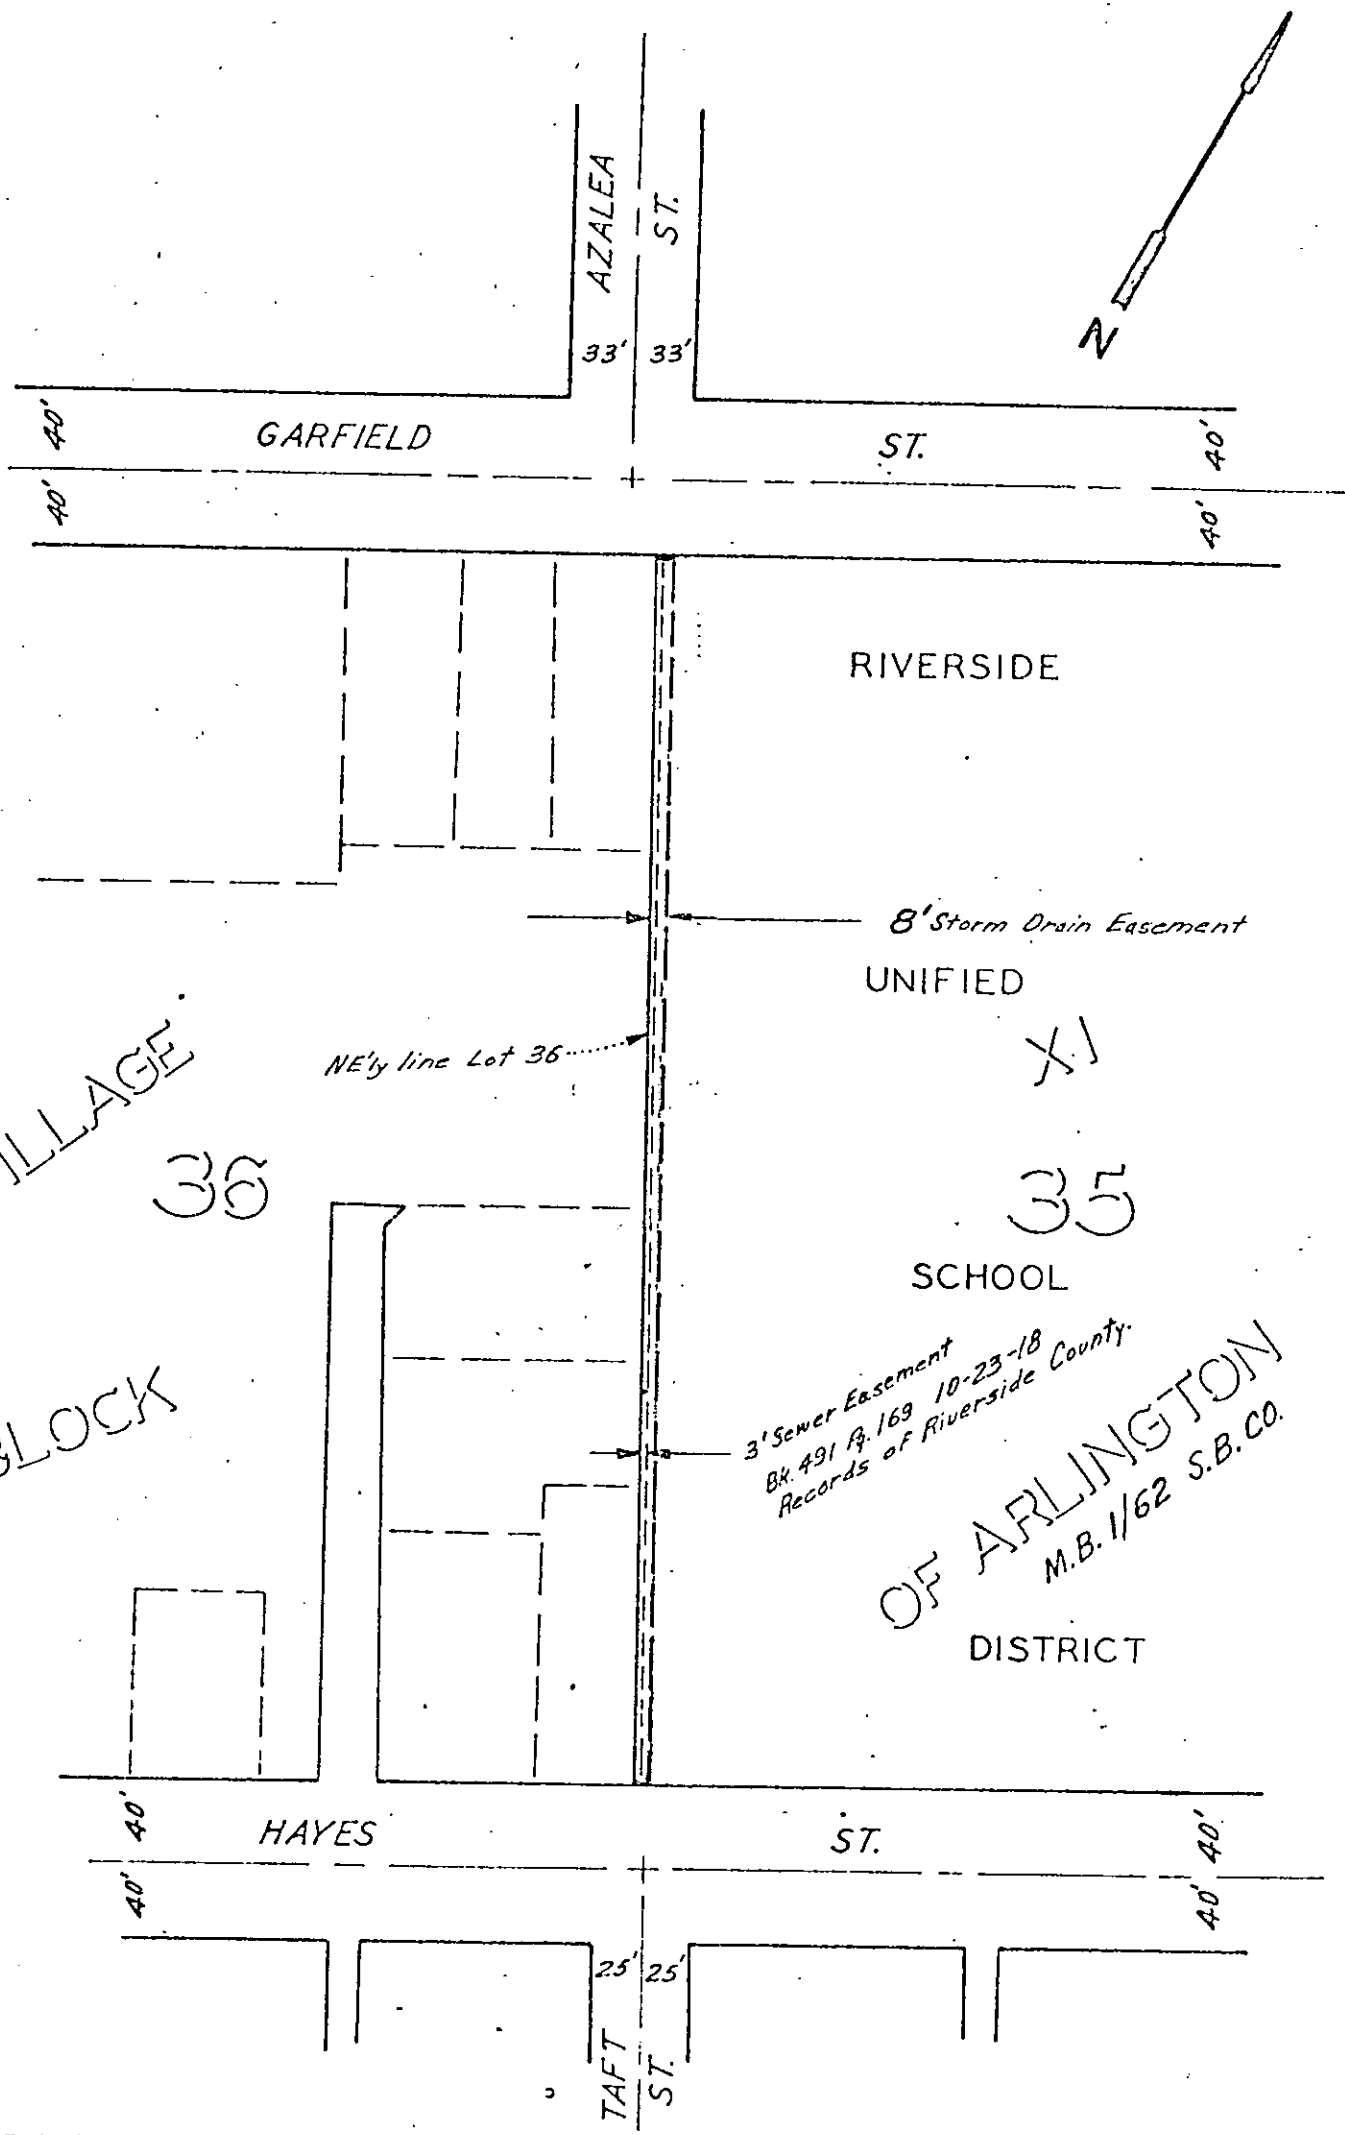 AZALEA
ST.
33' 33'
N
40'
GARFIELD ST.
40'
40'
40'
RIVERSIDE
8' Storm Drain Easement
UNIFIED
NE'ly line Lot 36
XI
ILLAGE
36
35
SCHOOL
3' Sewer Easement
Bk. 491 Pg. 169 10-23-18
Records of Riverside County.
BLOCK
OF ARLINGTON
M.B. 1/62 S.B. CO.
DISTRICT
40'
HAYES ST.
40'
40'
40'
25' 25'
TAFT
ST.